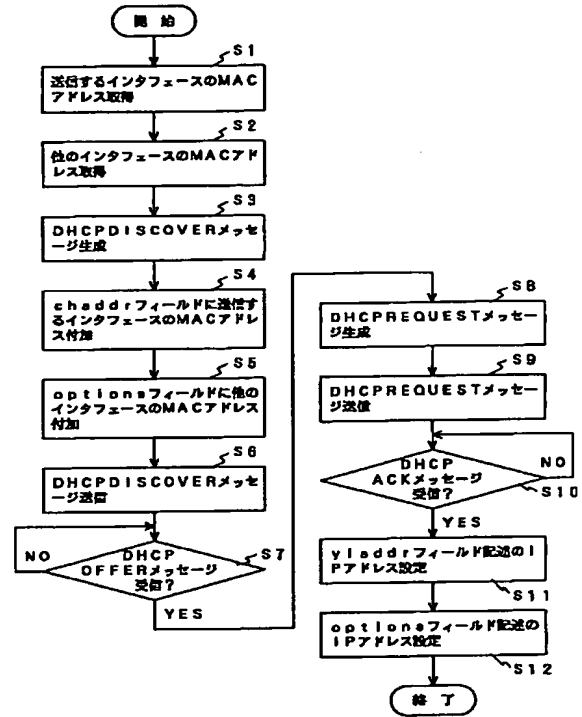 開 始
S1
送信するインタフェースのMAC
アドレス取得
S2
他のインタフェースのMACアド
レス取得
S3
DHCPDISCOVERメッセ
ージ生成
S4
chaddrフィールドに送信す
るインタフェースのMACアドレ
ス付加
S5
optionsフィールドに他の
インタフェースのMACアドレス
付加
S6
DHCPDISCOVERメッセ
ージ送信
S7
DHCP
OFFERメッセージ
受信？
NO
YES
S8
DHCPREQUESTメッセー
ジ生成
S9
DHCPREQUESTメッセー
ジ送信
DHCP
ACKメッセージ
受信？
NO
S10
YES
yiaddrフィールド記述のI
Pアドレス設定
S11
optionsフィールド記述の
IPアドレス設定
S12
終 了